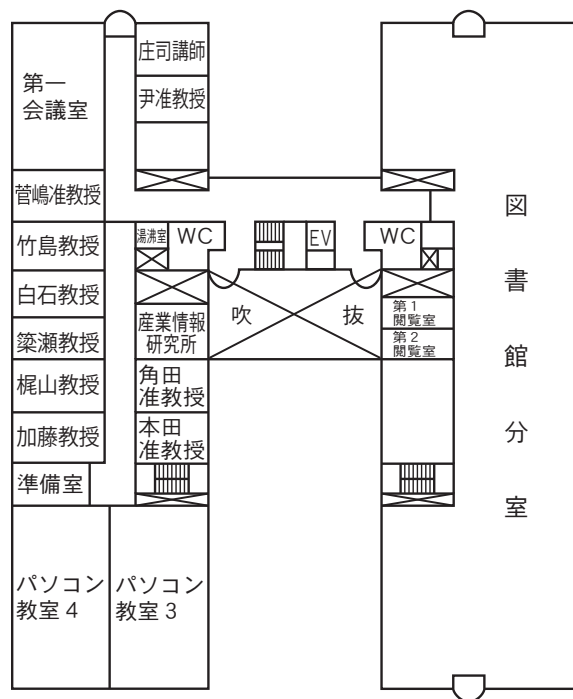 第一
会議室
庄司講師
尹准教授
菅嶋准教授
竹島教授
白石教授
簗瀬教授
梶山教授
加藤教授
準備室
パソコン
教室4
パソコン
教室3
湯沸室
WC
EV
WC
産業情報
研究所
角田
准教授
本田
准教授
吹 抜
第1
閲覧室
第2
閲覧室
図書館分室